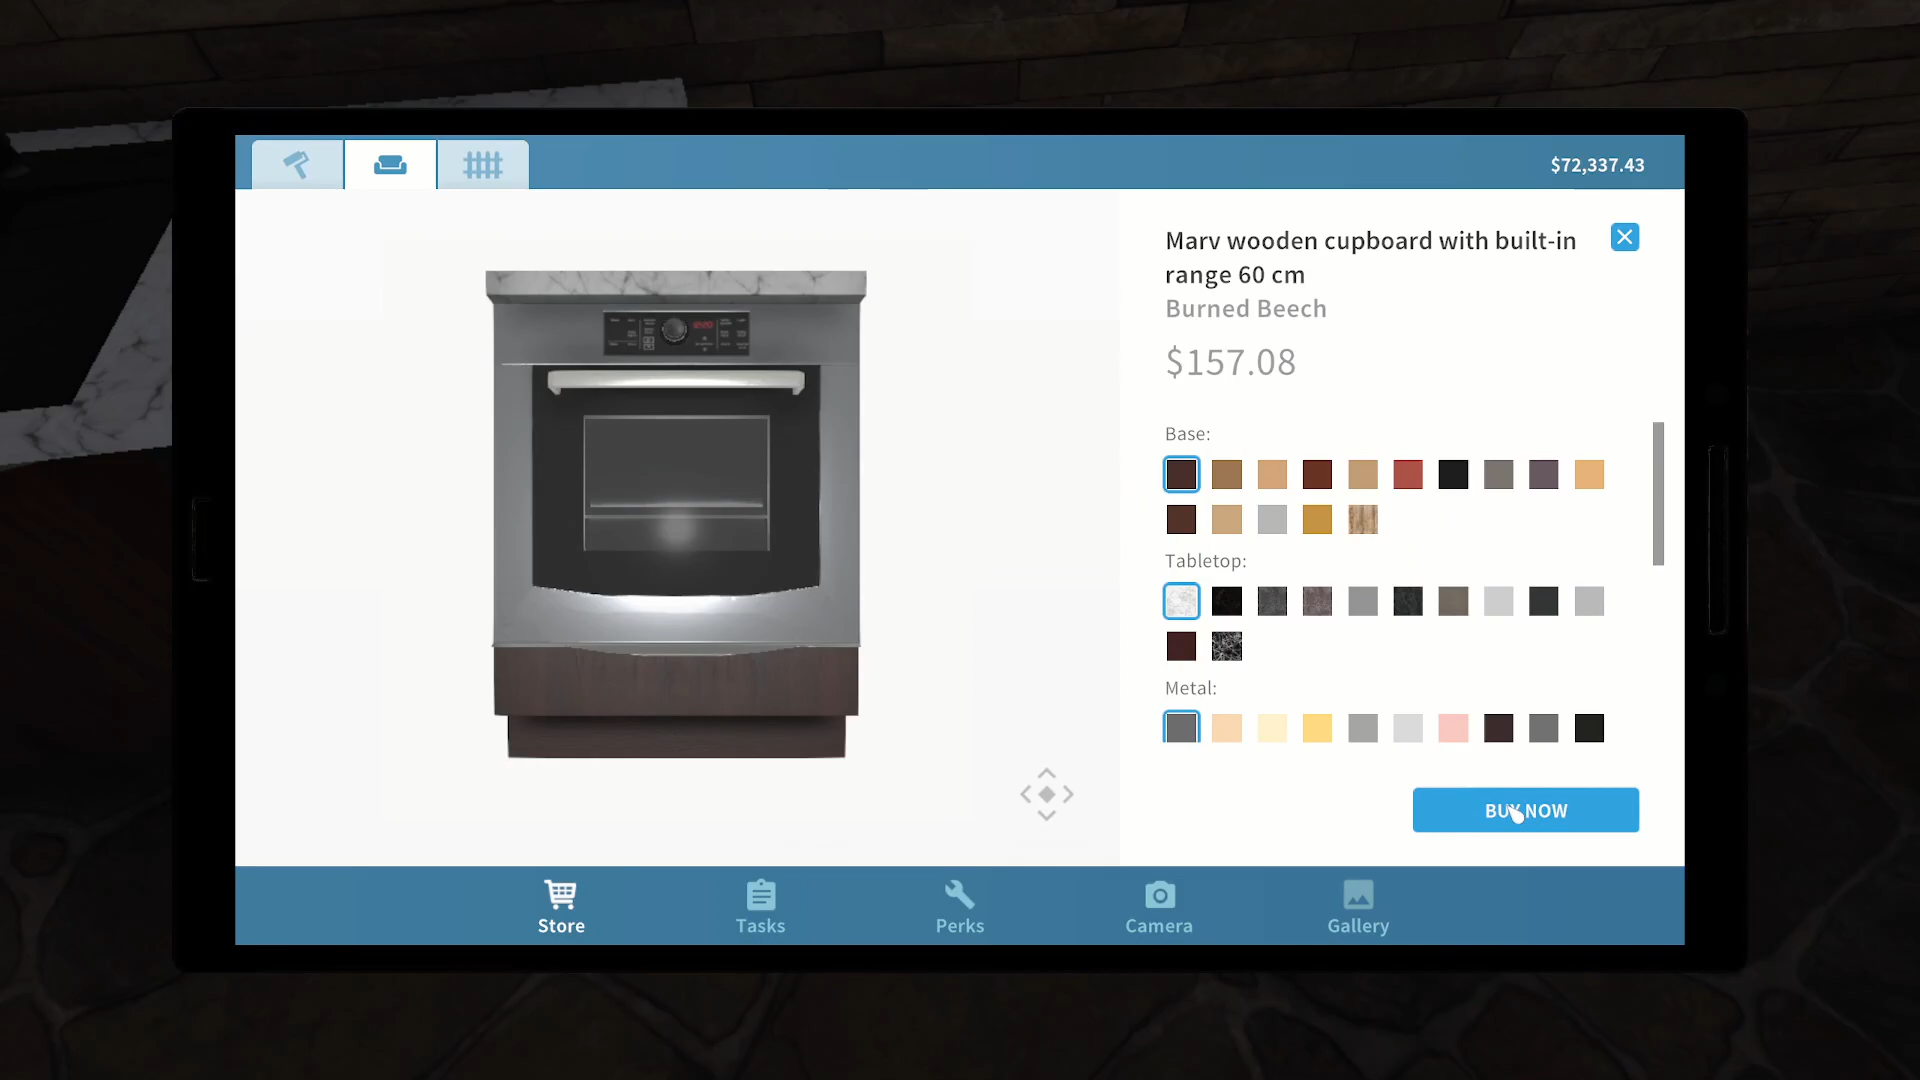 $72,337.43
Marv wooden cupboard with built-in
range 60 cm
Burned Beech
$157.08
Base:
Tabletop:
Metal:
BUY NOW
Store
Tasks
Perks
Camera
Gallery